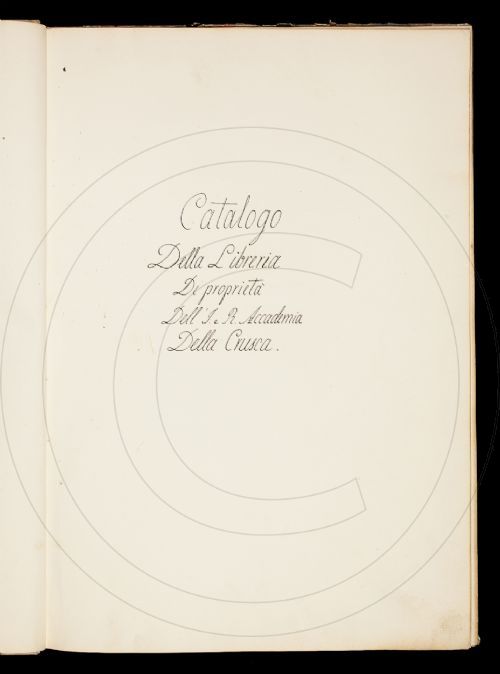 Catalogo
Della Libreria
Di proprietà
Dell' I. e R. Accademia
Della Crusca.